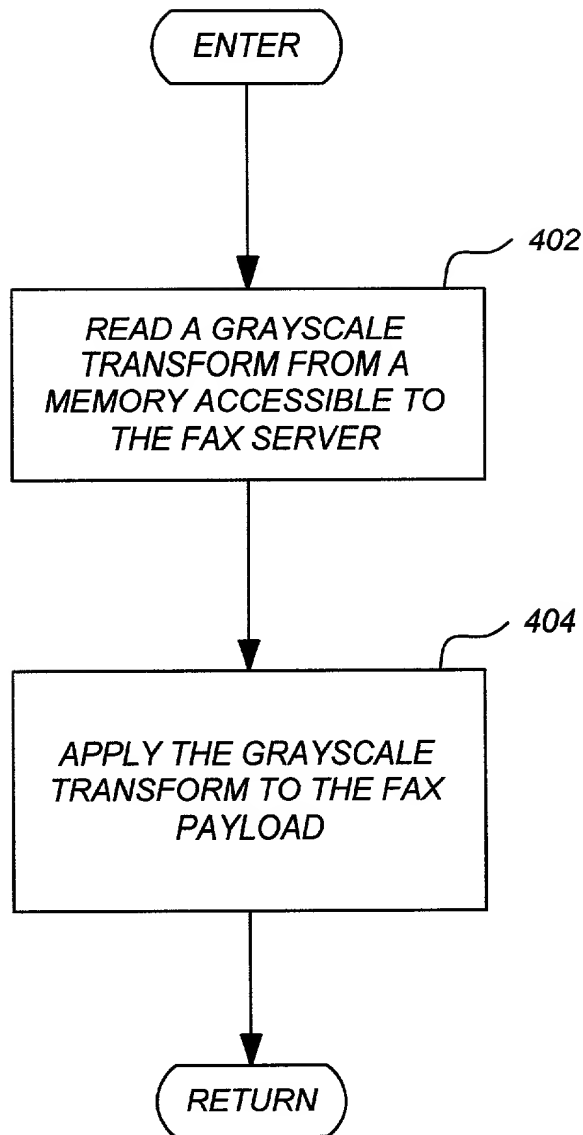 ENTER
402
READ A GRAYSCALE
TRANSFORM FROM A
MEMORY ACCESSIBLE TO
THE FAX SERVER
404
APPLY THE GRAYSCALE
TRANSFORM TO THE FAX
PAYLOAD
RETURN